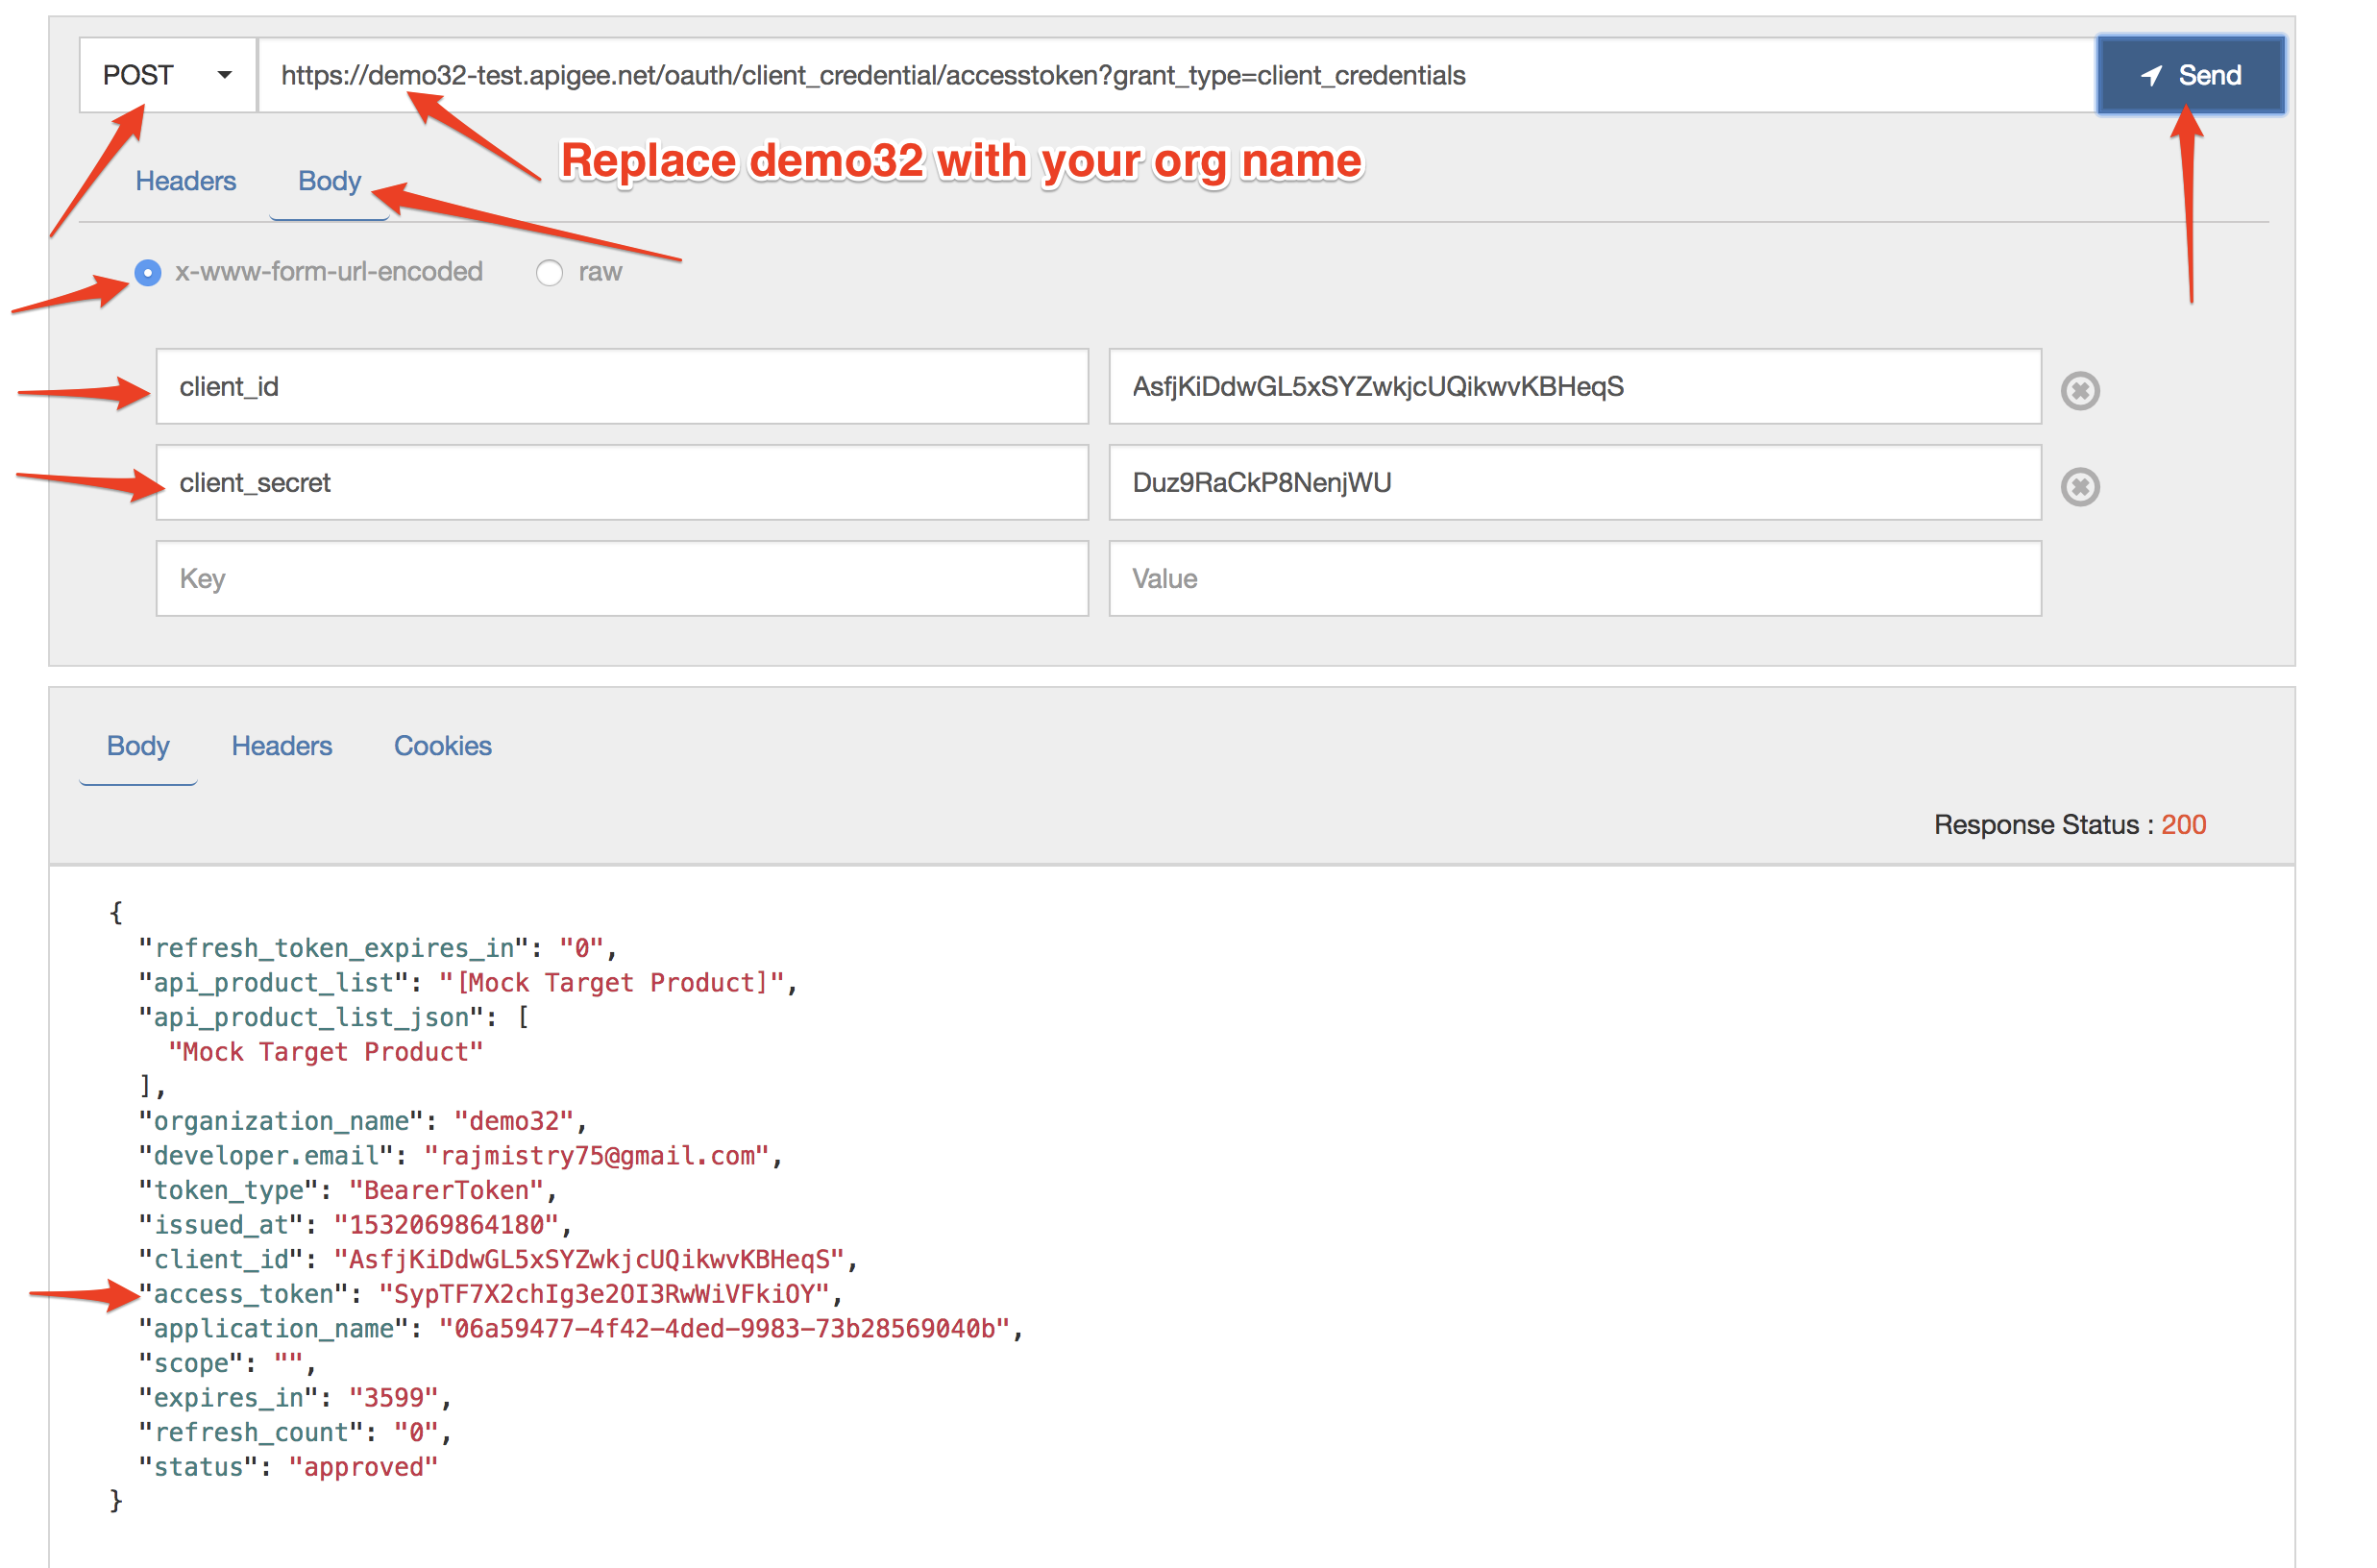 POST https://demo32-test.apigee.net/oauth/client_credential/accesstoken?grant_type=client_credentials Send
Replace demo32 with your org name
Headers Body
x-www-form-url-encoded raw
client_id AsfjKiDdwGL5xSYZwkjcUQikwvKBHeqS
client_secret Duz9RaCkP8NenjWU
Key Value
Body Headers Cookies
Response Status : 200
{
"refresh_token_expires_in": "0",
"api_product_list": "[Mock Target Product]",
"api_product_list_json": [
"Mock Target Product"
],
"organization_name": "demo32",
"developer.email": "rajmistry75@gmail.com",
"token_type": "BearerToken",
"issued_at": "1532069864180",
"client_id": "AsfjKiDdwGL5xSYZwkjcUQikwvKBHeqS",
"access_token": "SypTF7X2chIg3e2OI3RwWiVFkiOY",
"application_name": "06a59477-4f42-4ded-9983-73b28569040b",
"scope": "",
"expires_in": "3599",
"refresh_count": "0",
"status": "approved"
}